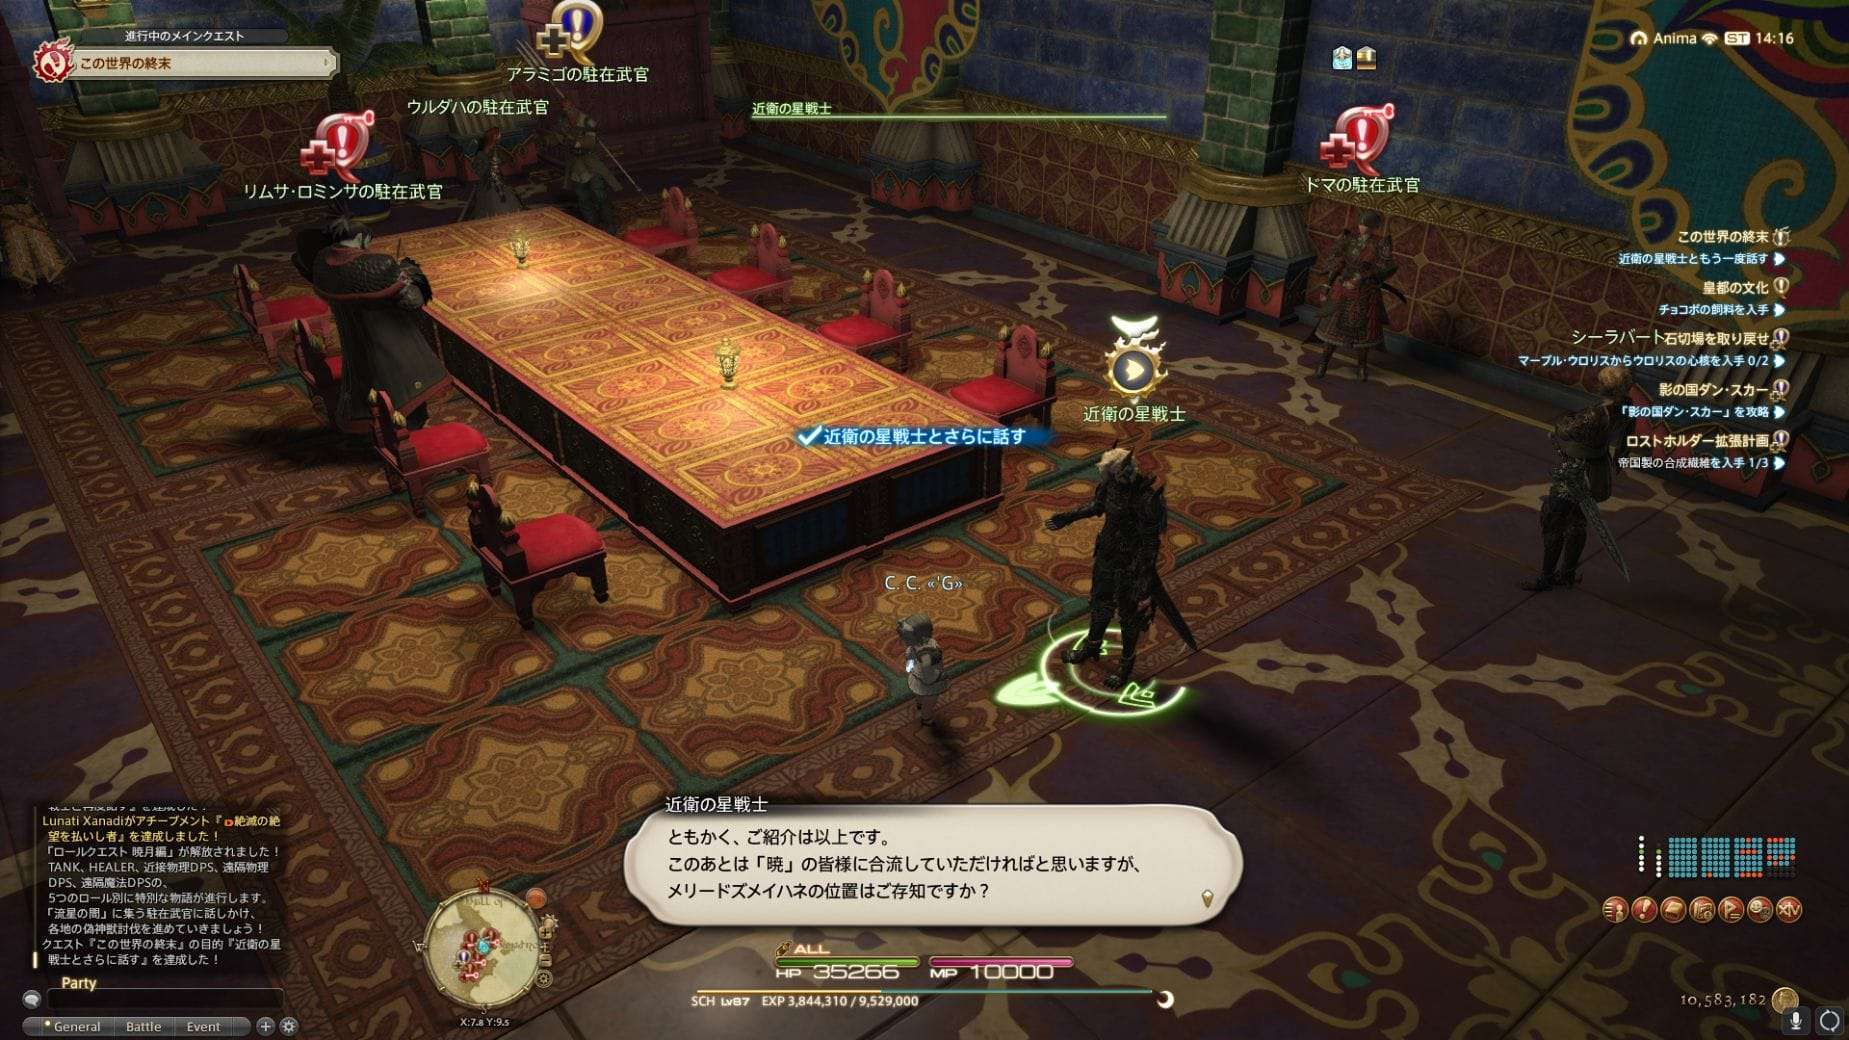 進行中のメインクエスト
この世界の終末
アラミゴの駐在武官
ウルダハの駐在武官
リムサ・ロミンサの駐在武官
近衛の星戦士
ドマの駐在武官
Anima ST 14:16
この世界の終末
近衛の星戦士ともう一度話す
皇都の文化
チョコボの飼料を入手
シーラバート石切場を取り戻せ
マーブル・ウロリスからウロリスの心核を入手 0/2
影の国ダン・スカー
「影の国ダン・スカー」を攻略
ロストホルダー拡張計画
帝国製の合成繊維を入手 1/3
近衛の星戦士
近衛の星戦士とさらに話す
C. C. «'G»
近衛の星戦士
ともかく、ご紹介は以上です。
このあとは「暁」の皆様に合流していただければと思いますが、
メリードズメイハネの位置はご存知ですか？
Lunati Xanadiがアチーブメント『絶滅の絶
望を払いし者』を達成しました！
「ロールクエスト 暁月編」が解放されました！
TANK、HEALER、近接物理DPS、遠隔物理
DPS、遠隔魔法DPSの、
5つのロール別に特別な物語が進行します。
「流星の間」に集う駐在武官に話しかけ、
各地の偽神獣討伐を進めていきましょう！
クエスト『この世界の終末』の目的『近衛の星
戦士とさらに話す』を達成した！
Party
General Battle Event
X:7.8 Y:9.5
ALL
HP 35266 MP 10000
SCH Lv87 EXP 3,844,310 / 9,529,000
10,583,182